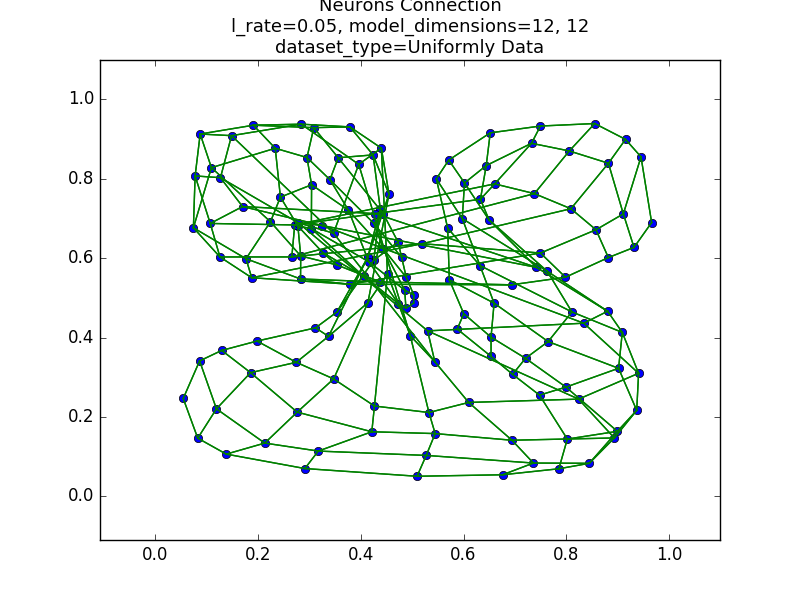 Neurons Connection
l_rate=0.05, model_dimensions=12, 12
dataset_type=Uniformly Data
1.0
0.8
0.6
0.4
0.2
0.0
0.0 0.2 0.4 0.6 0.8 1.0